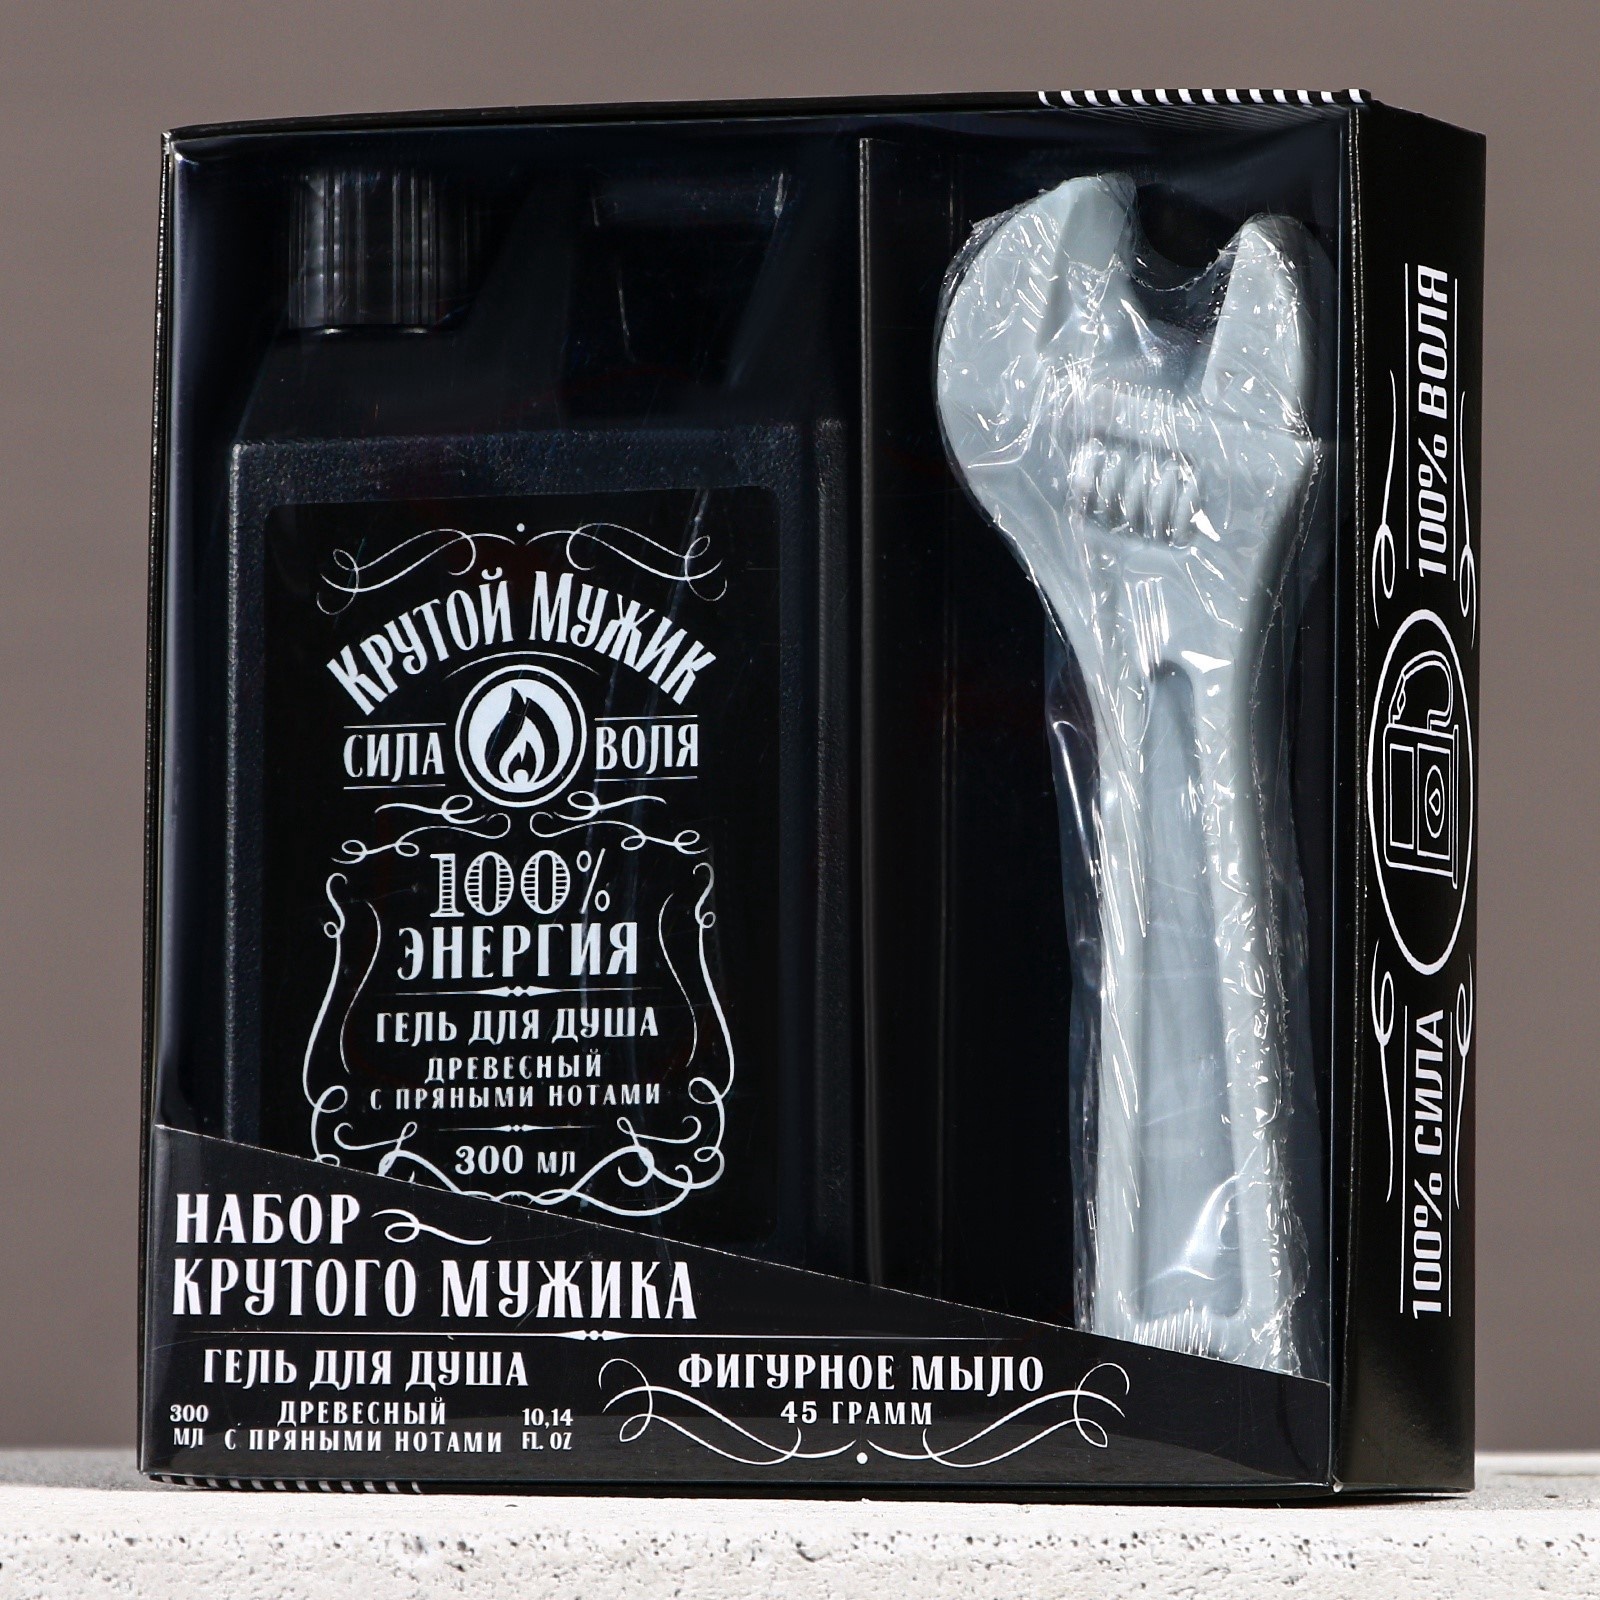 КРУТОЙ МУЖИК
СИЛА ВОЛЯ
100%
ЭНЕРГИЯ
ГЕЛЬ ДЛЯ ДУША
ДРЕВЕСНЫЙ
С ПРЯНЫМИ НОТАМИ
300 МЛ
НАБОР
КРУТОГО МУЖИКА
ГЕЛЬ ДЛЯ ДУША
300 МЛ
ДРЕВЕСНЫЙ
С ПРЯНЫМИ НОТАМИ
10,14
FL. OZ
ФИГУРНОЕ МЫЛО
45 ГРАММ
100% СИЛА
100% ВОЛЯ